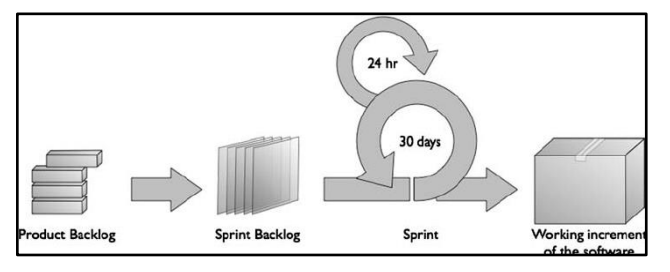 24 hr
30 days
Product Backlog
Sprint Backlog
Sprint
Working increment
of the software